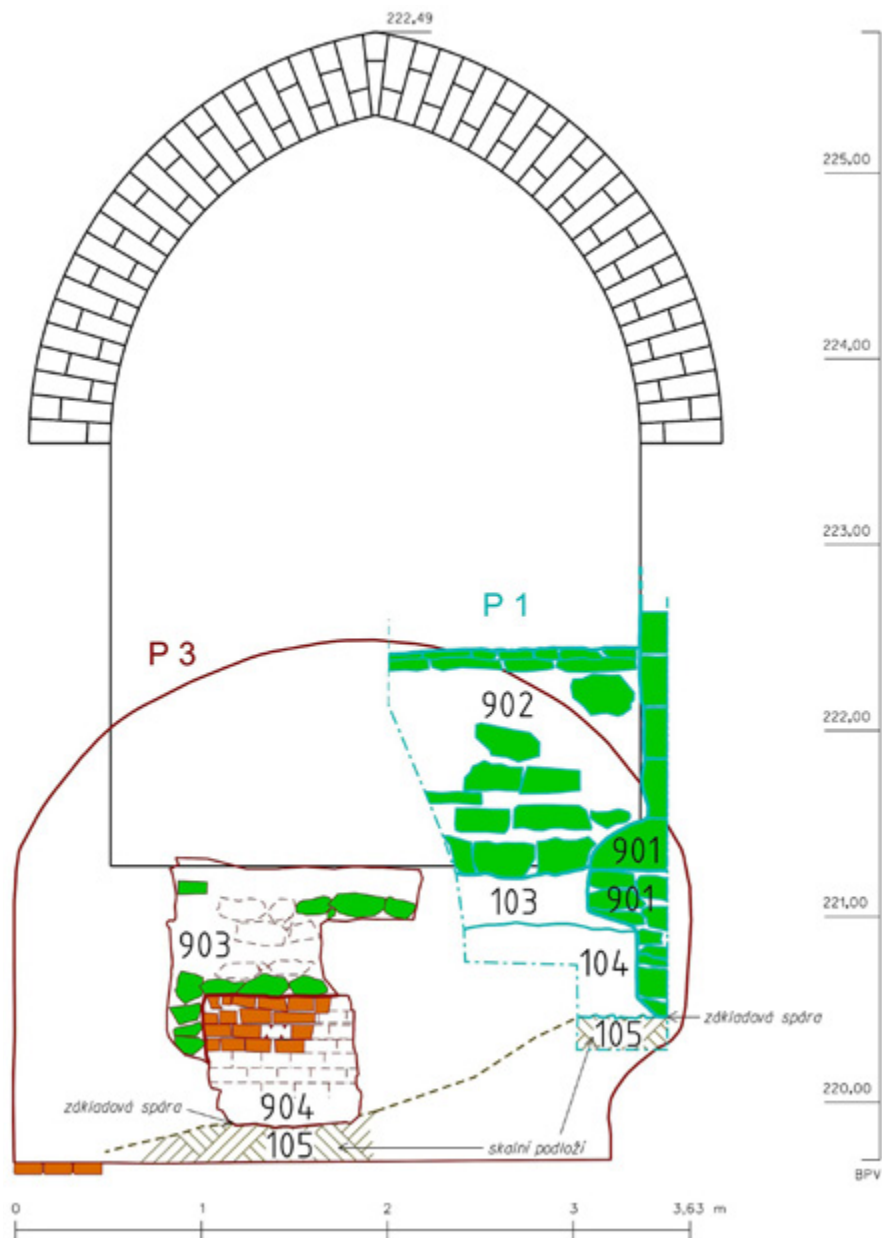 222.49
225.00
224.00
223.00
P 1
P 3
902
222.00
901
901
903
103
221.00
104
105
základová spára
904
základová spára
220.00
105
skalní podloží
BPV
0
1
2
3
3,63 m